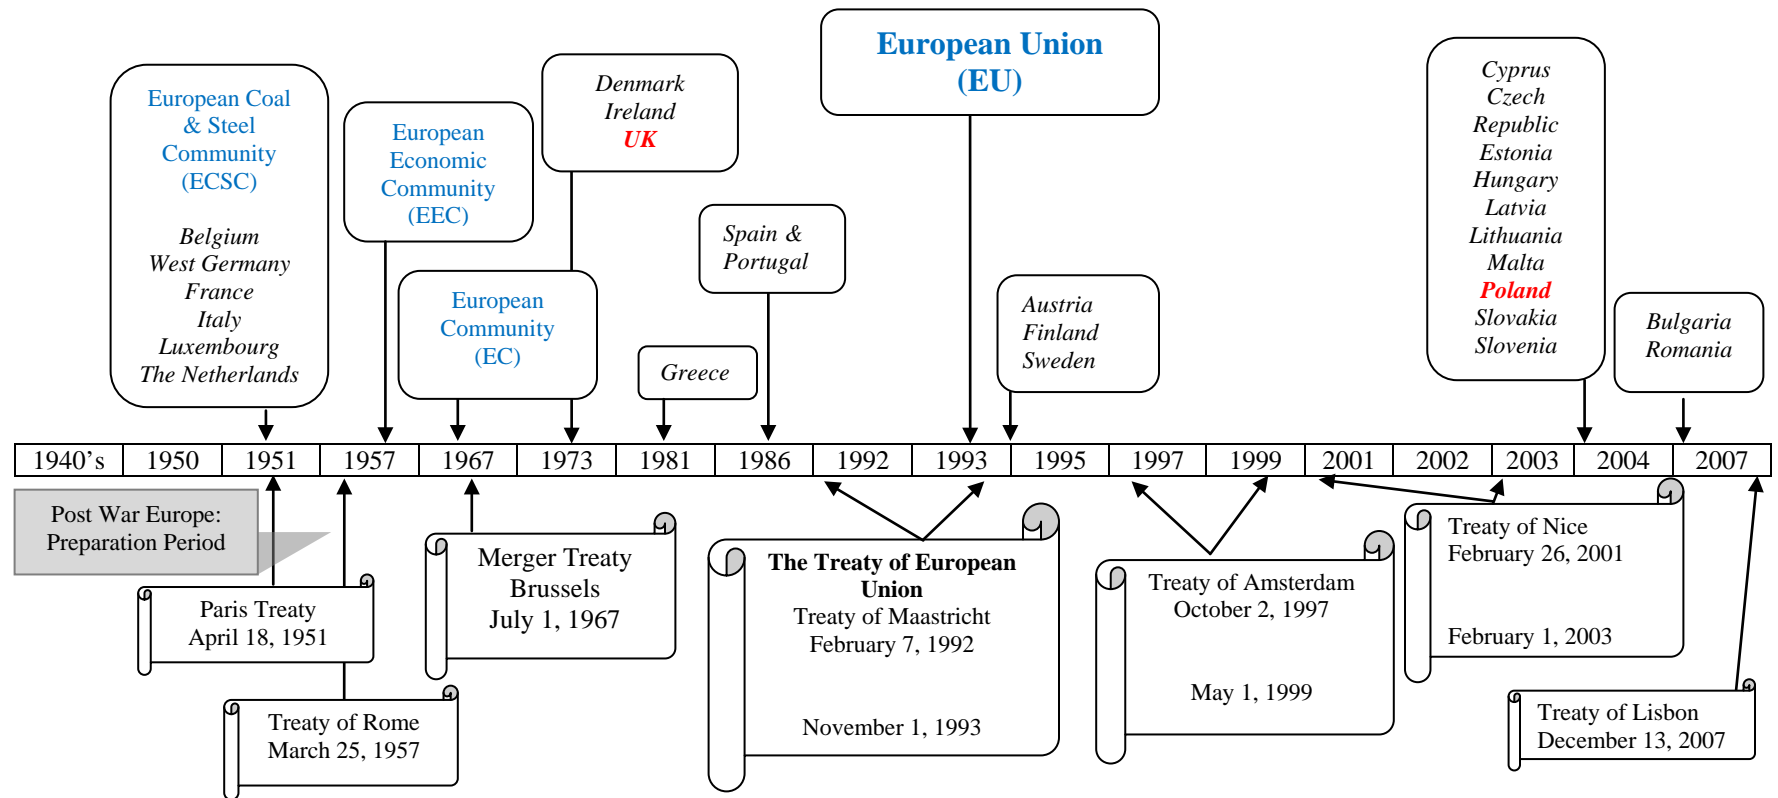 European Coal
& Steel
Community
(ECSC)
Belgium
West Germany
France
Italy
Luxembourg
The Netherlands
European
Economic
Community
(EEC)
European
Community
(EC)
Denmark
Ireland
UK
Greece
Spain &
Portugal
European Union
(EU)
Austria
Finland
Sweden
Cyprus
Czech
Republic
Estonia
Hungary
Latvia
Lithuania
Malta
Poland
Slovakia
Slovenia
Bulgaria
Romania
1940's 1950 1951 1957 1967 1973 1981 1986 1992 1993 1995 1997 1999 2001 2002 2003 2004 2007
Post War Europe:
Preparation Period
Paris Treaty
April 18, 1951
Treaty of Rome
March 25, 1957
Merger Treaty
Brussels
July 1, 1967
The Treaty of European
Union
Treaty of Maastricht
February 7, 1992
November 1, 1993
Treaty of Amsterdam
October 2, 1997
May 1, 1999
Treaty of Nice
February 26, 2001
February 1, 2003
Treaty of Lisbon
December 13, 2007